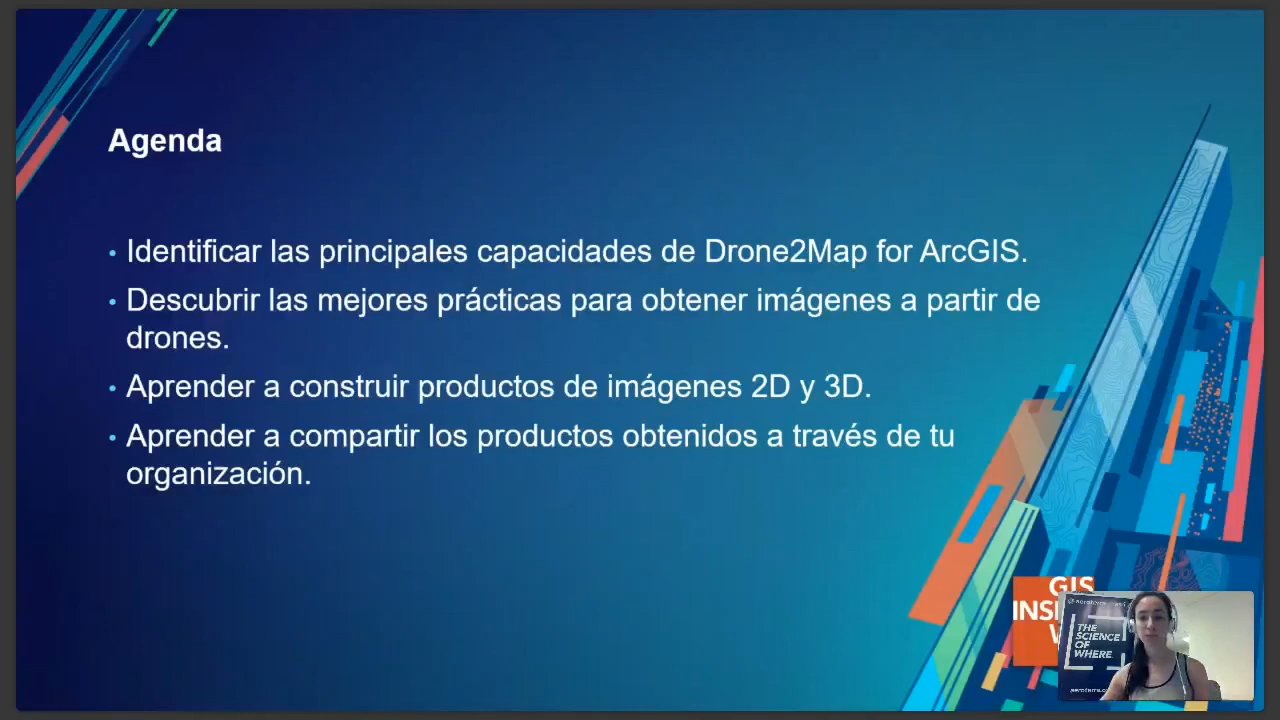 Agenda
• Identificar las principales capacidades de Drone2Map for ArcGIS.
• Descubrir las mejores prácticas para obtener imágenes a partir de
drones.
• Aprender a construir productos de imágenes 2D y 3D.
• Aprender a compartir los productos obtenidos a través de tu
organización.
GIS
THE
SCIENCE
OF
WHERE